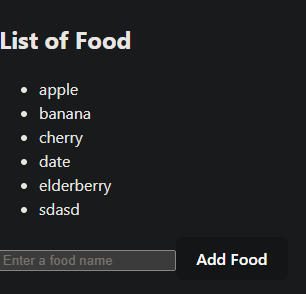 List of Food
apple
banana
cherry
date
elderberry
sdasd
Enter a food name
Add Food